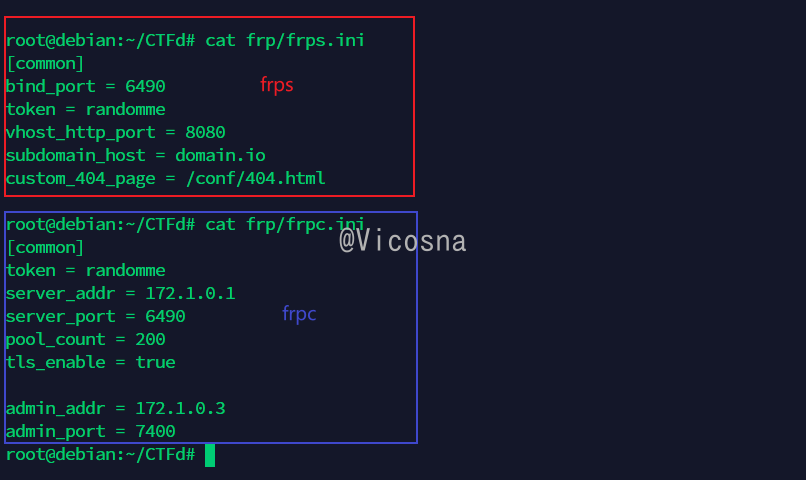 root@debian:~/CTFd# cat frp/frps.ini
[common]
bind_port = 6490
frps
token = randomme
vhost_http_port = 8080
subdomain_host = domain.io
custom_404_page = /conf/404.html
root@debian:~/CTFd# cat frp/frpc.ini
@Vicosna
[common]
token = randomme
server_addr = 172.1.0.1
server_port = 6490
frpc
pool_count = 200
tls_enable = true
admin_addr = 172.1.0.3
admin_port = 7400
root@debian:~/CTFd#